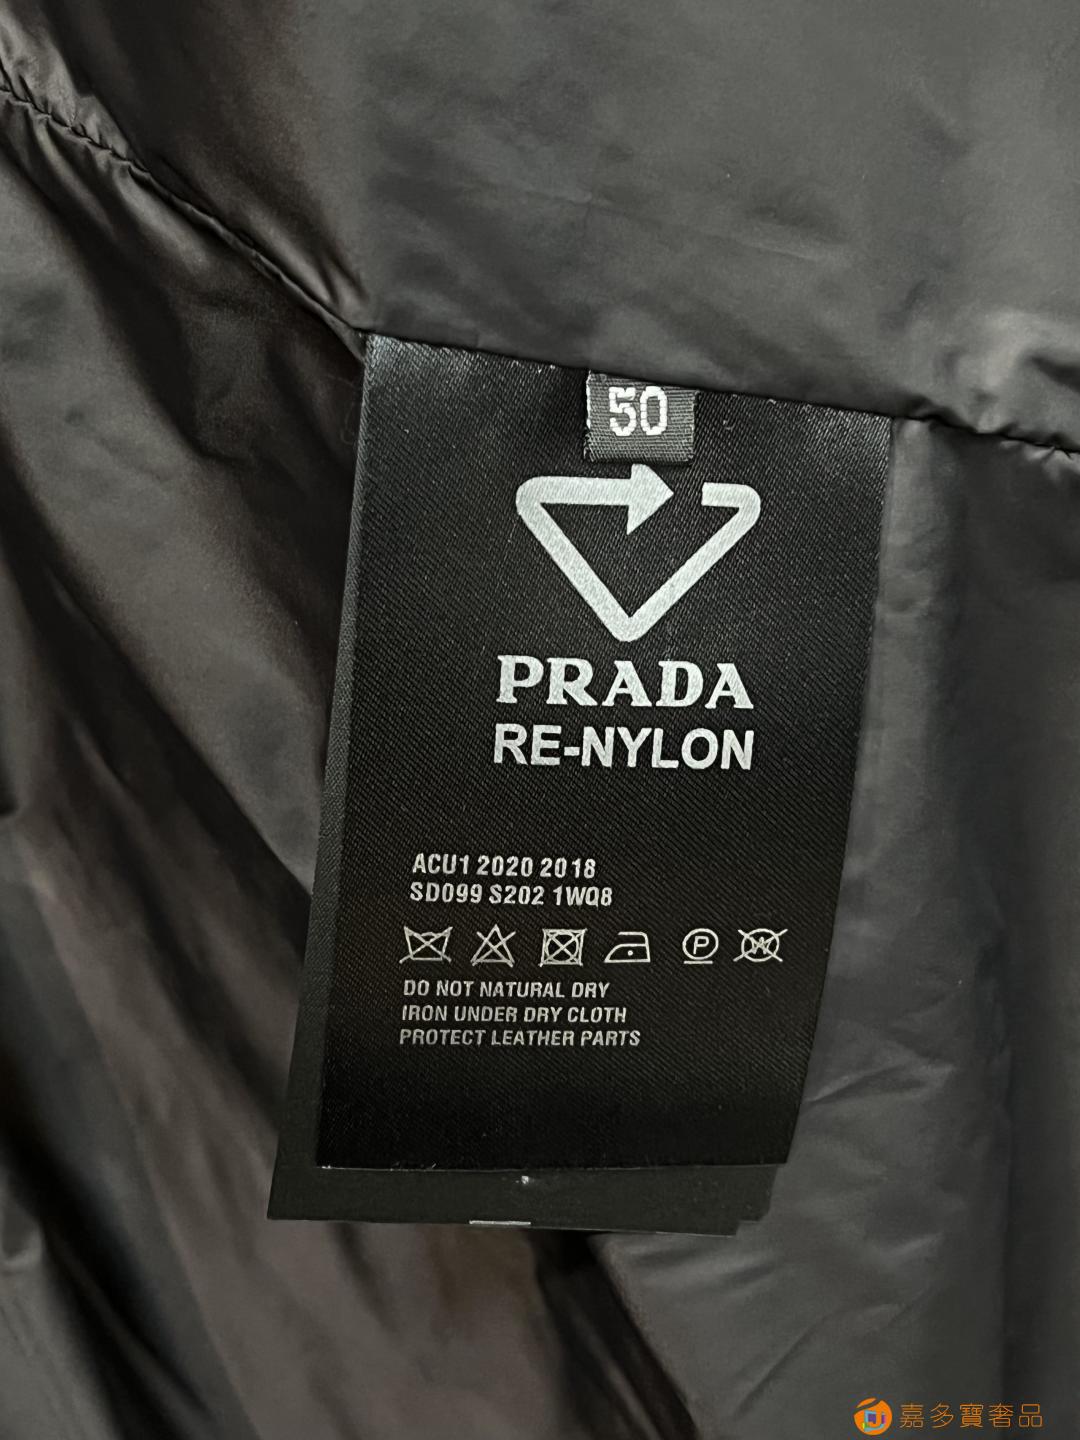 50
PRADA
RE-NYLON
ACU1 2020 2018
SD099 S202 1WQ8
P
W
DO NOT NATURAL DRY
IRON UNDER DRY CLOTH
PROTECT LEATHER PARTS
嘉多寶奢品